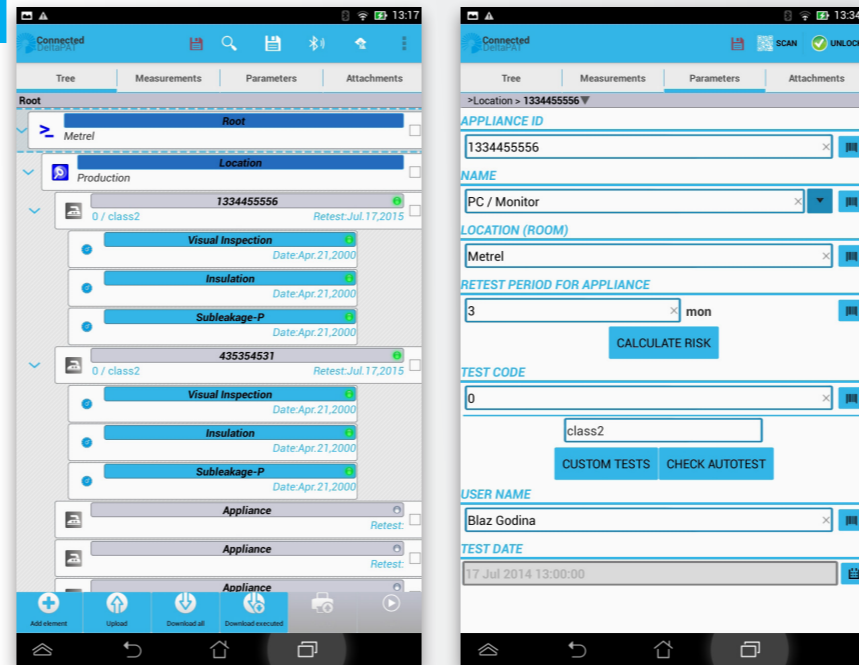 13:17
Connected
DeltaPAT
Tree Measurements Parameters Attachments
Root
Root
Metrel
Location
Production
1334455556
0 / class2 Retest:Jul.17,2015
Visual Inspection
Date:Apr.21,2000
Insulation
Date:Apr.21,2000
Subleakage-P
Date:Apr.21,2000
435354531
0 / class2 Retest:Jul.17,2015
Visual Inspection
Date:Apr.21,2000
Insulation
Date:Apr.21,2000
Subleakage-P
Date:Apr.21,2000
Appliance
Retest:
Appliance
Retest:
Appliance
Add element Upload Download all Download executed
13:34
Connected
DeltaPAT
SCAN UNLOCK
Tree Measurements Parameters Attachments
>Location > 1334455556
APPLIANCE ID
1334455556
NAME
PC / Monitor
LOCATION (ROOM)
Metrel
RETEST PERIOD FOR APPLIANCE
3 mon
CALCULATE RISK
TEST CODE
0
class2
CUSTOM TESTS CHECK AUTOTEST
USER NAME
Blaz Godina
TEST DATE
17 Jul 2014 13:00:00